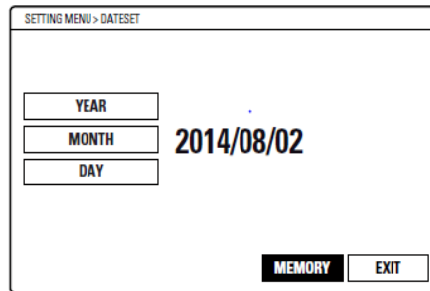 SETTING MENU > DATESET
YEAR
MONTH
2014/08/02
DAY
MEMORY
EXIT